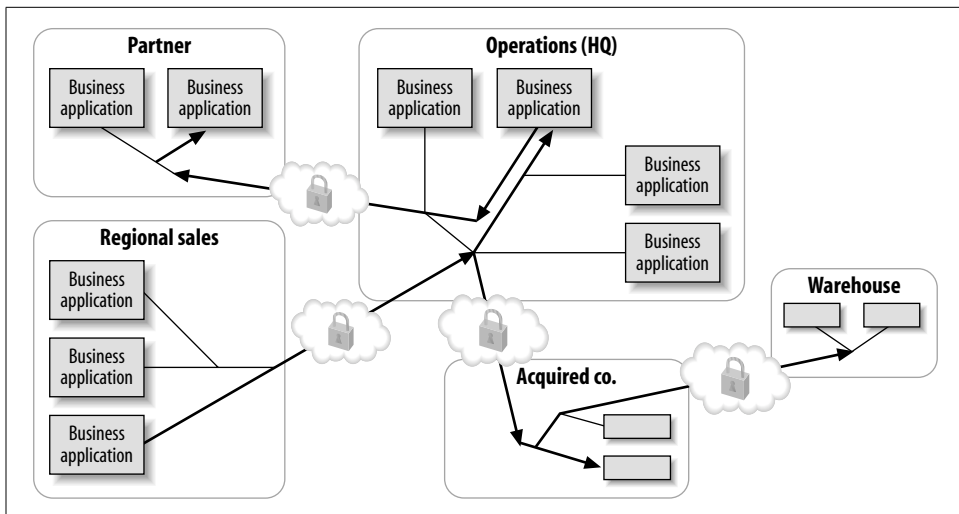 Partner
Business
application
Business
application
Operations (HQ)
Business
application
Business
application
Business
application
Business
application
Regional sales
Business
application
Business
application
Business
application
Warehouse
Acquired co.